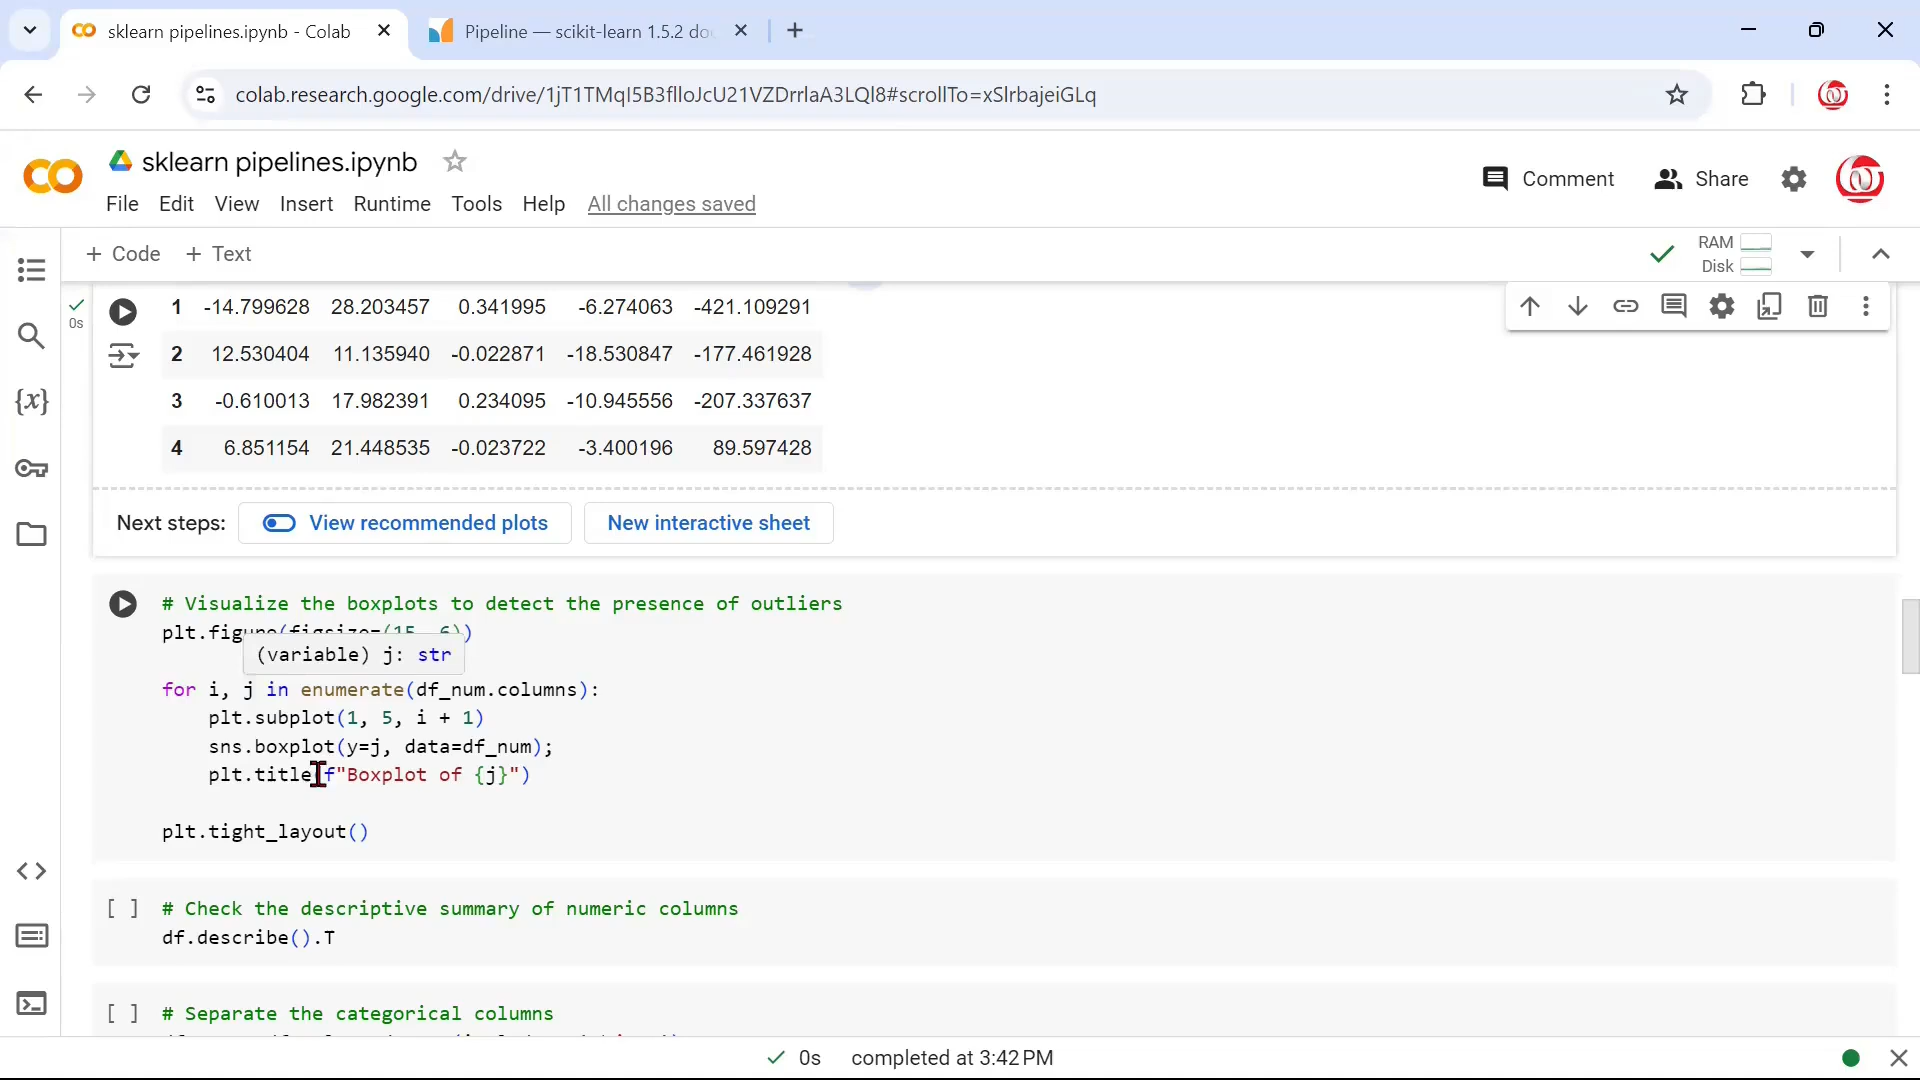 sklearn pipelines.ipynb - Colab
Pipeline — scikit-learn 1.5.2 do
colab.research.google.com/drive/1jT1TMqI5B3flloJcU21VZDrrlaA3LQl8#scrollTo=xSlrbajeiGLq
sklearn pipelines.ipynb
File Edit View Insert Runtime Tools Help All changes saved
Comment Share
+ Code + Text
RAM
Disk
1 -14.799628 28.203457 0.341995 -6.274063 -421.109291
0s
2 12.530404 11.135940 -0.022871 -18.530847 -177.461928
3 -0.610013 17.982391 0.234095 -10.945556 -207.337637
4 6.851154 21.448535 -0.023722 -3.400196 89.597428
Next steps: View recommended plots New interactive sheet
# Visualize the boxplots to detect the presence of outliers
plt.figure(figsize=(15, 6))
(variable) j: str
for i, j in enumerate(df_num.columns):
plt.subplot(1, 5, i + 1)
sns.boxplot(y=j, data=df_num);
plt.title(f"Boxplot of {j}")
plt.tight_layout()
[ ] # Check the descriptive summary of numeric columns
df.describe().T
[ ] # Separate the categorical columns
0s completed at 3:42 PM